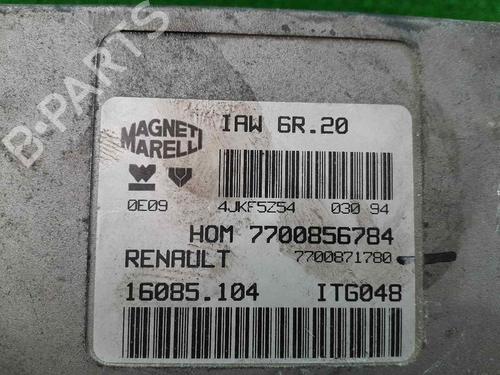 B-PARTS
MAGNETI MARELLI
IAW 6R.20
0E09 4JKF5Z54 030 94
HOM 7700856784
RENAULT 7700871780
16085.104 ITG048